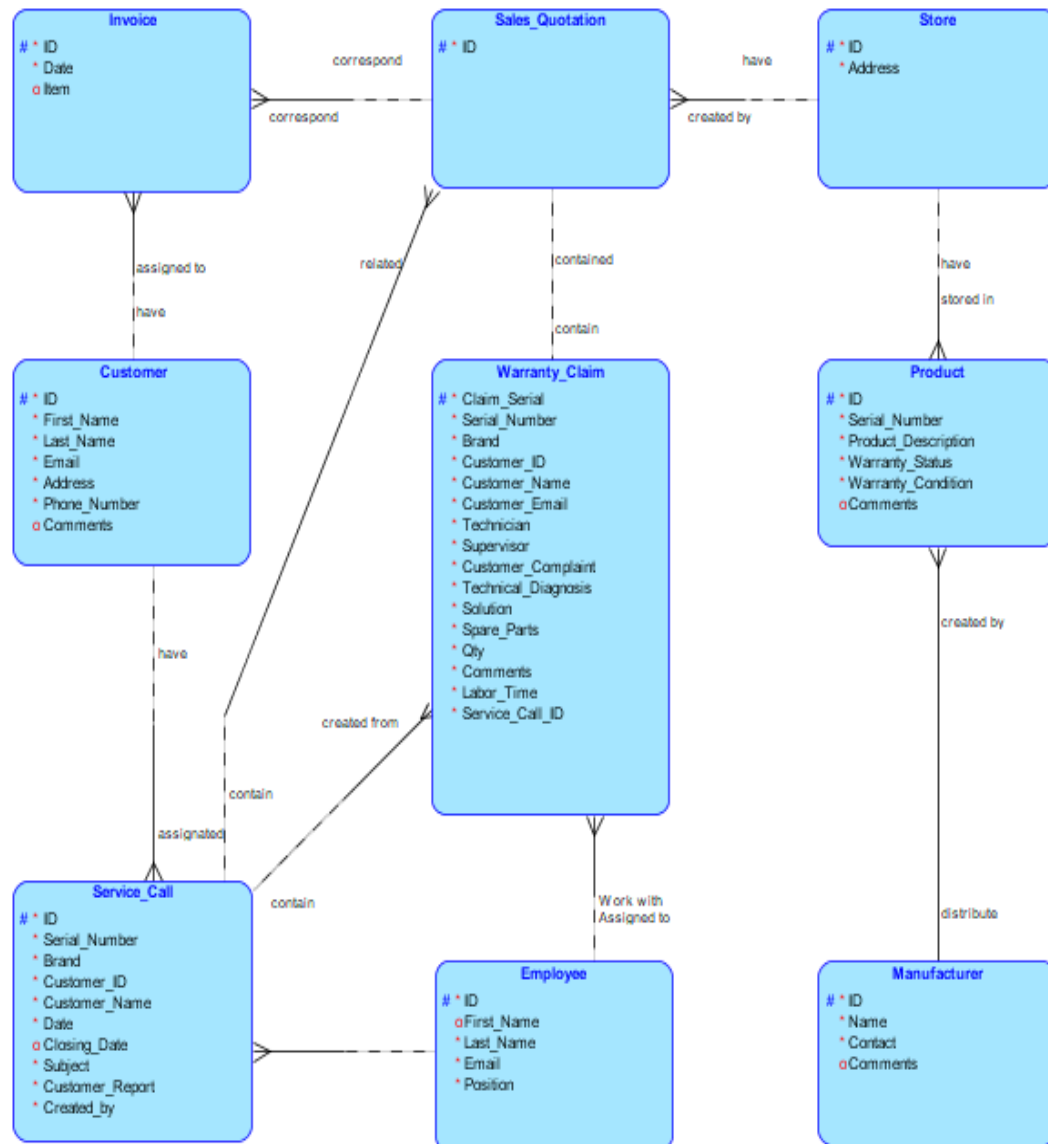 Invoice
# * ID
* Date
o Item
correspond
correspond
Sales_Quotation
# * ID
have
created by
Store
# * ID
* Address
assigned to
have
related
contained
contain
have
stored in
Customer
# * ID
* First_Name
* Last_Name
* Email
* Address
* Phone_Number
o Comments
Warranty_Claim
# * Claim_Serial
* Serial_Number
* Brand
* Customer_ID
* Customer_Name
* Customer_Email
* Technician
* Supervisor
* Customer_Complaint
* Technical_Diagnosis
* Solution
* Spare_Parts
* Qty
* Comments
* Labor_Time
* Service_Call_ID
Product
# * ID
* Serial_Number
* Product_Description
* Warranty_Status
* Warranty_Condition
o Comments
have
assignated
contain
created from
contain
created by
distribute
Work with
Assigned to
Service_Call
# * ID
* Serial_Number
* Brand
* Customer_ID
* Customer_Name
* Date
o Closing_Date
* Subject
* Customer_Report
* Created_by
Employee
# * ID
o First_Name
* Last_Name
* Email
* Position
Manufacturer
# * ID
* Name
* Contact
o Comments